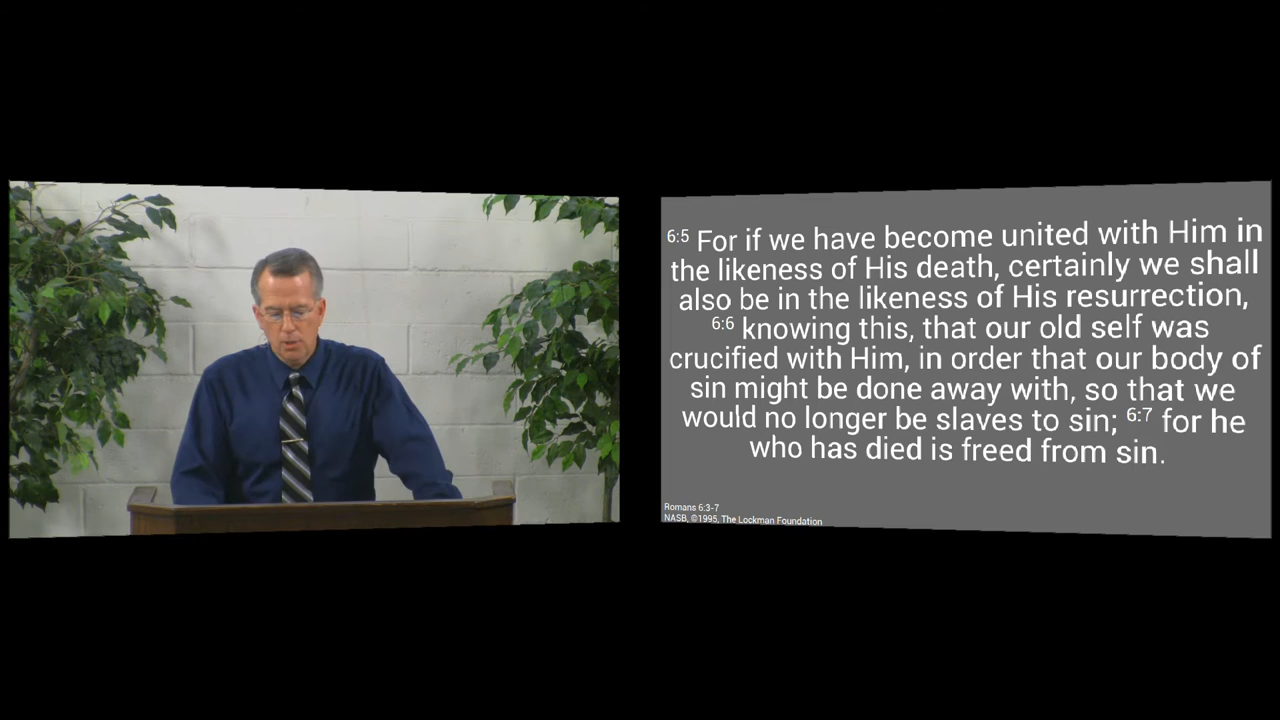 6:5 For if we have become united with Him in
the likeness of His death, certainly we shall
also be in the likeness of His resurrection,
6:6 knowing this, that our old self was
crucified with Him, in order that our body of
sin might be done away with, so that we
would no longer be slaves to sin; 6:7 for he
who has died is freed from sin.
Romans 6:3-7
NASB, ©1995, The Lockman Foundation